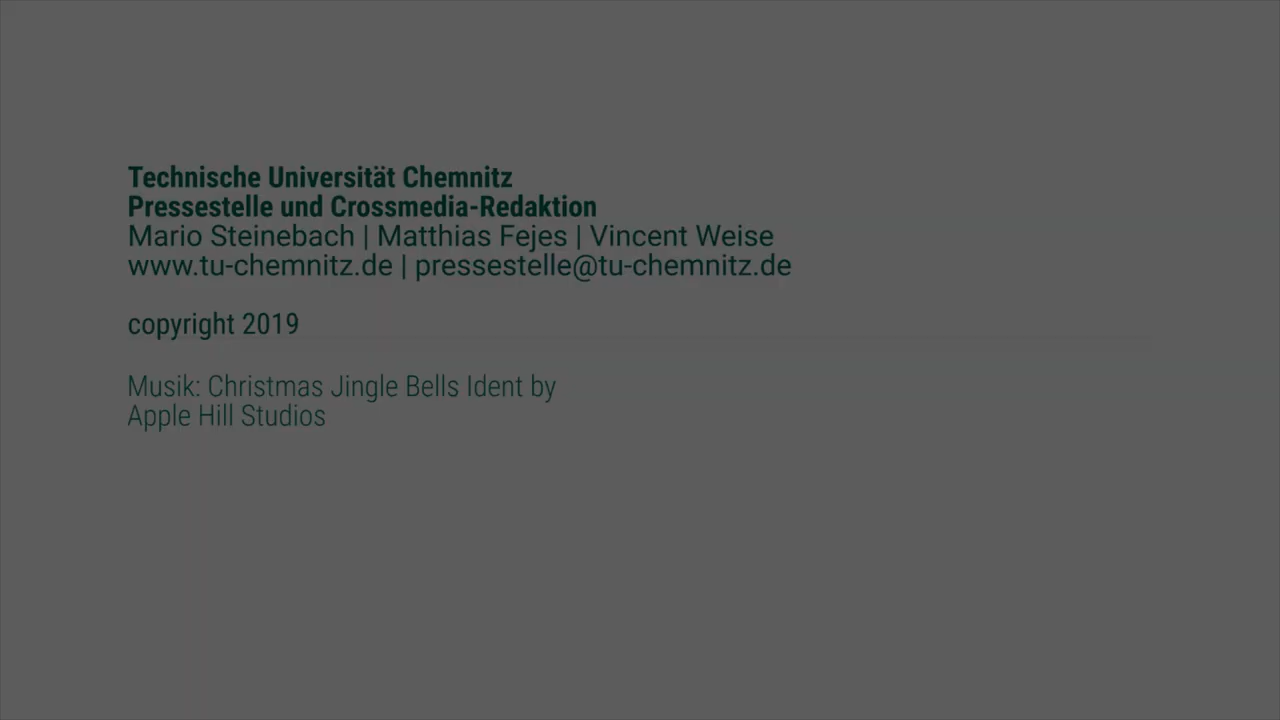 Technische Universität Chemnitz
Pressestelle und Crossmedia-Redaktion
Mario Steinebach | Matthias Fejes | Vincent Weise
www.tu-chemnitz.de | pressestelle@tu-chemnitz.de
copyright 2019
Musik: Christmas Jingle Bells Ident by
Apple Hill Studios